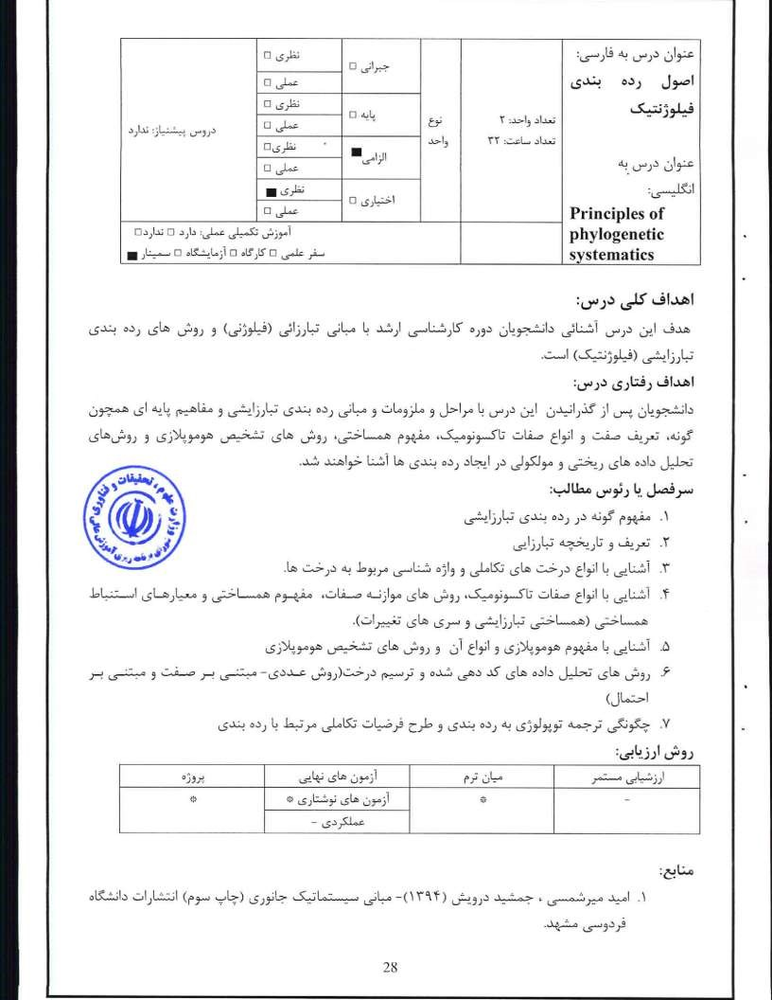 عنوان درس به فارسی:
اصول رده بندی
فیلوژنتیک
عنوان درس به
انگلیسی:
Principles of
phylogenetic
systematics
تعداد واحد: ۲
تعداد ساعت: ۳۲
نوع
واحد
جبرانی □
نظری □
عملی □
پایه □
نظری □
عملی □
الزامی ■
نظری □
عملی □
اختیاری □
نظری ■
عملی □
دروس پیشنیاز: ندارد
آموزش تکمیلی عملی: دارد □ ندارد □
سفر علمی □ کارگاه □ آزمایشگاه □ سمینار ■
اهداف کلی درس:
هدف این درس آشنائی دانشجویان دوره کارشناسی ارشد با مبانی تبارزائی (فیلوژنی) و روش های رده بندی
تبارزایشی (فیلوژنتیک) است.
اهداف رفتاری درس:
دانشجویان پس از گذرانیدن این درس با مراحل و ملزومات و مبانی رده بندی تبارزایشی و مفاهیم پایه ای همچون
گونه، تعریف صفت و انواع صفات تاکسونومیک، مفهوم همساختی، روش های تشخیص هوموپلازی و روش‌های
تحلیل داده های ریختی و مولکولی در ایجاد رده بندی ها آشنا خواهند شد.
سرفصل یا رئوس مطالب:
۱. مفهوم گونه در رده بندی تبارزایشی
۲. تعریف و تاریخچه تبارزایی
۳. آشنایی با انواع درخت های تکاملی و واژه شناسی مربوط به درخت ها.
۴. آشنایی با انواع صفات تاکسونومیک، روش های موازنه صفات، مفهوم همساختی و معیارهای استنباط
همساختی (همساختی تبارزایشی و سری های تغییرات).
۵. آشنایی با مفهوم هوموپلازی و انواع آن و روش های تشخیص هوموپلازی
۶. روش های تحلیل داده های کد دهی شده و ترسیم درخت(روش عددی- مبتنی بر صفت و مبتنی بر
احتمال)
۷. چگونگی ترجمه توپولوژی به رده بندی و طرح فرضیات تکاملی مرتبط با رده بندی
روش ارزیابی:
ارزشیابی مستمر میان ترم آزمون های نهایی پروژه
- * آزمون های نوشتاری * *
عملکردی -
منابع:
۱. امید میرشمسی ، جمشید درویش (۱۳۹۴)- مبانی سیستماتیک جانوری (چاپ سوم) انتشارات دانشگاه
فردوسی مشهد.
28